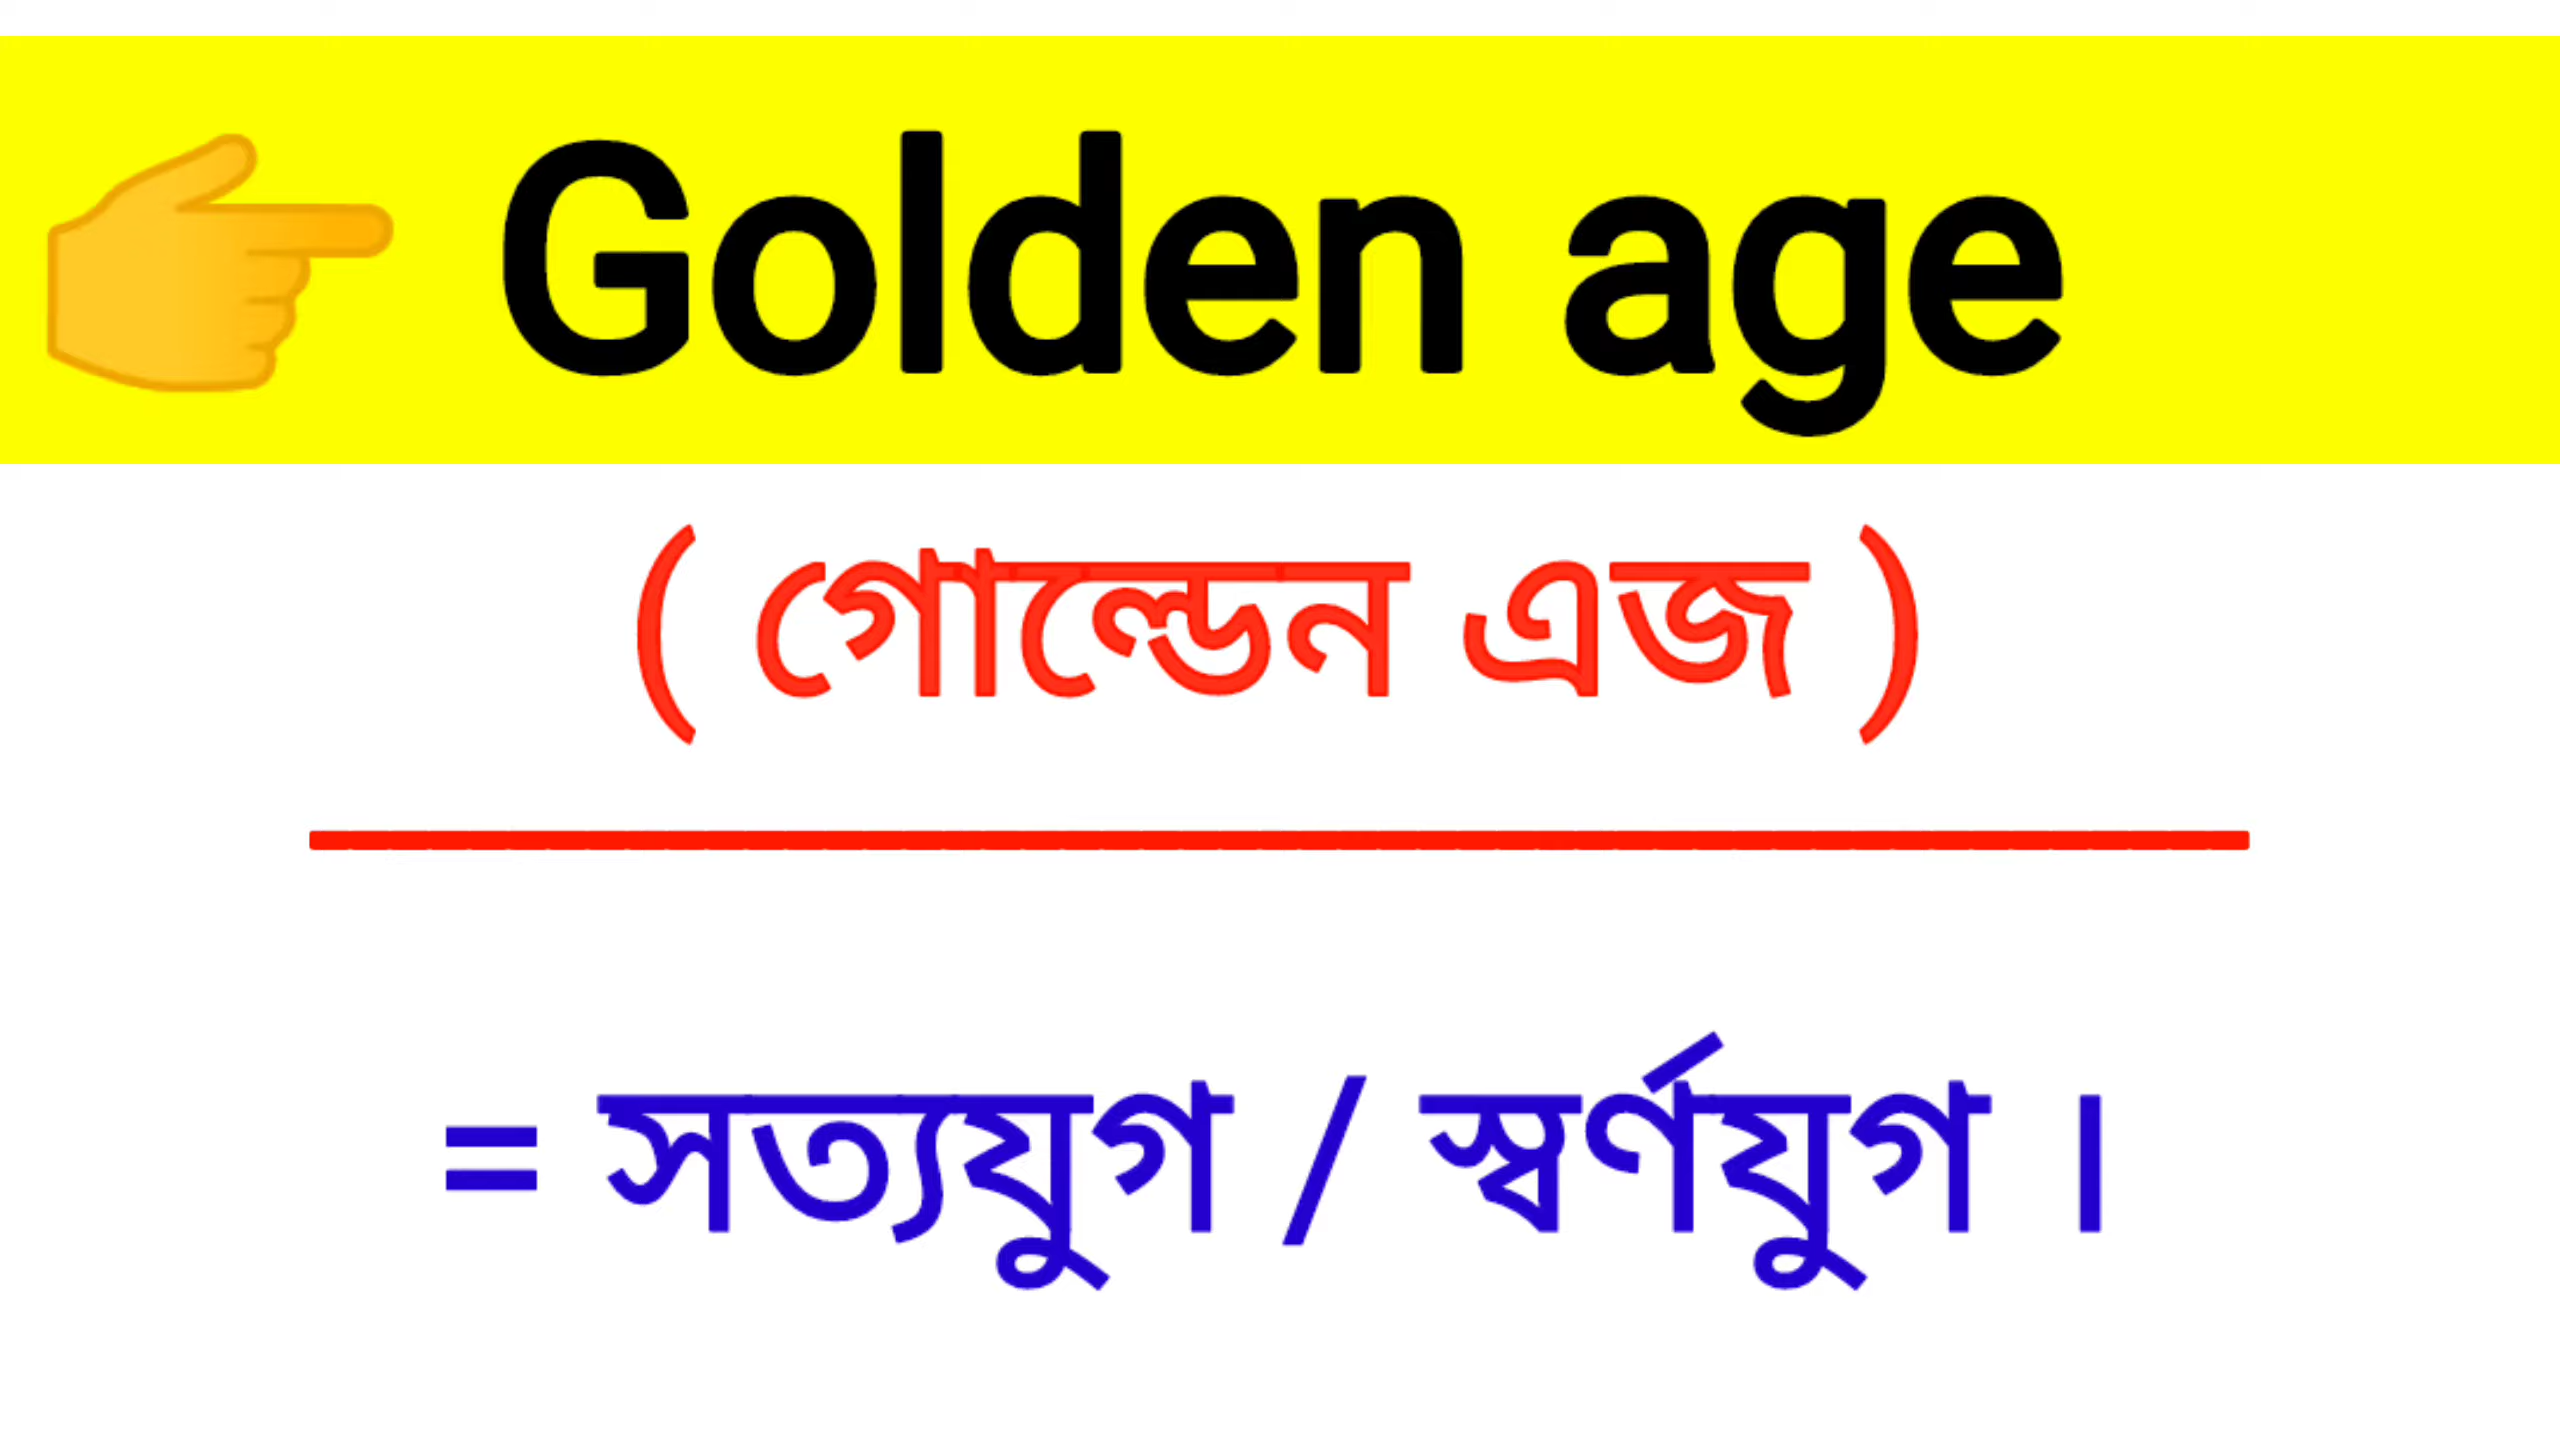 👉 Golden age
( গোল্ডেন এজ )
= সত্যযুগ / স্বর্ণযুগ ।